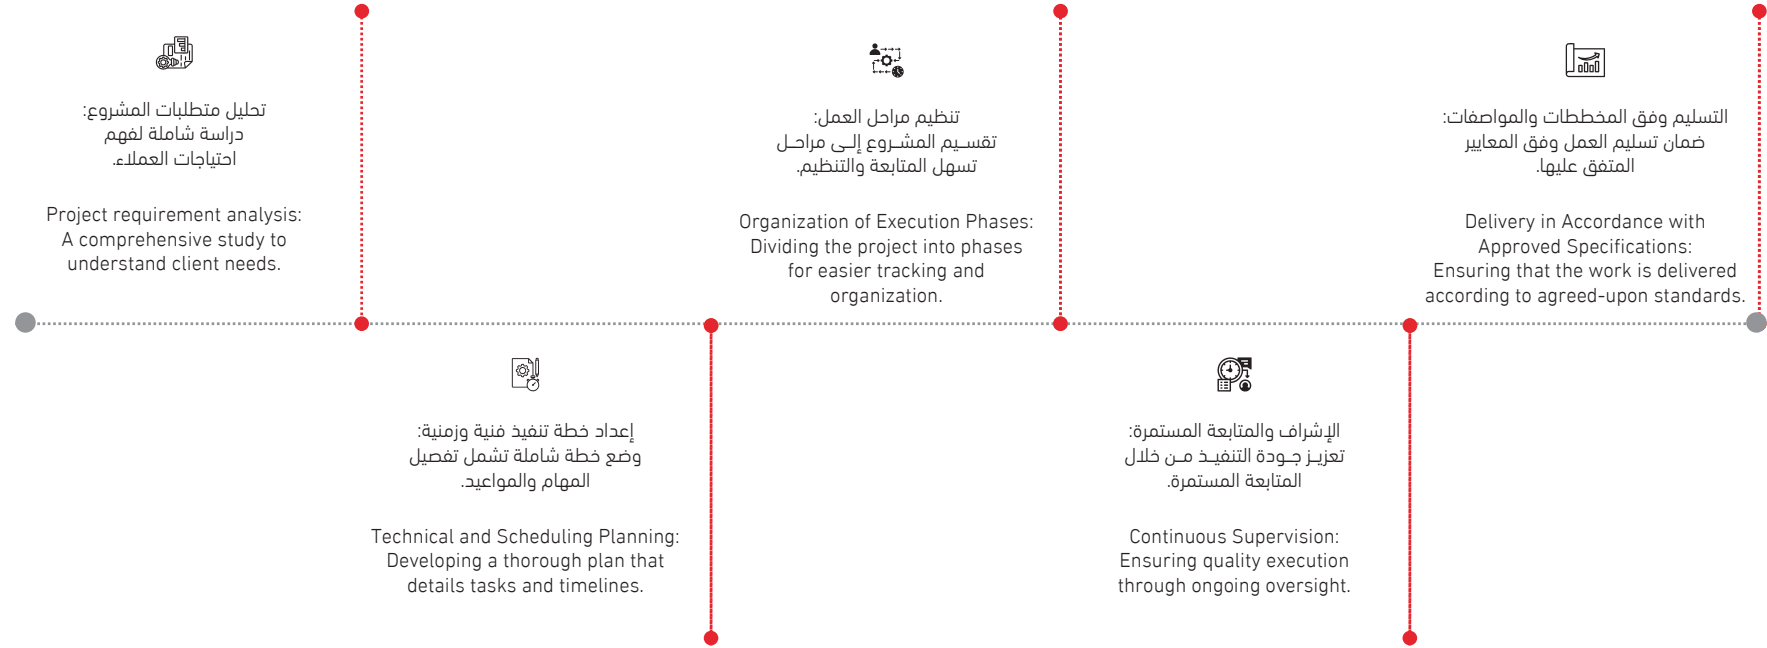 تحليل متطلبات المشروع:
دراسة شاملة لفهم
احتياجات العملاء.
Project requirement analysis:
A comprehensive study to
understand client needs.
إعداد خطة تنفيذ فنية وزمنية:
وضع خطة شاملة تشمل تفصيل
المهام والمواعيد.
Technical and Scheduling Planning:
Developing a thorough plan that
details tasks and timelines.
تنظيم مراحل العمل:
تقسـيم المشـروع إلـى مراحـل
تسهل المتابعة والتنظيم.
Organization of Execution Phases:
Dividing the project into phases
for easier tracking and
organization.
الإشراف والمتابعة المستمرة:
تعزيـز جـودة التنفيـذ مـن خلال
المتابعة المستمرة.
Continuous Supervision:
Ensuring quality execution
through ongoing oversight.
التسليم وفق المخططات والمواصفات:
ضمان تسليم العمل وفق المعايير
المتفق عليها.
Delivery in Accordance with
Approved Specifications:
Ensuring that the work is delivered
according to agreed-upon standards.